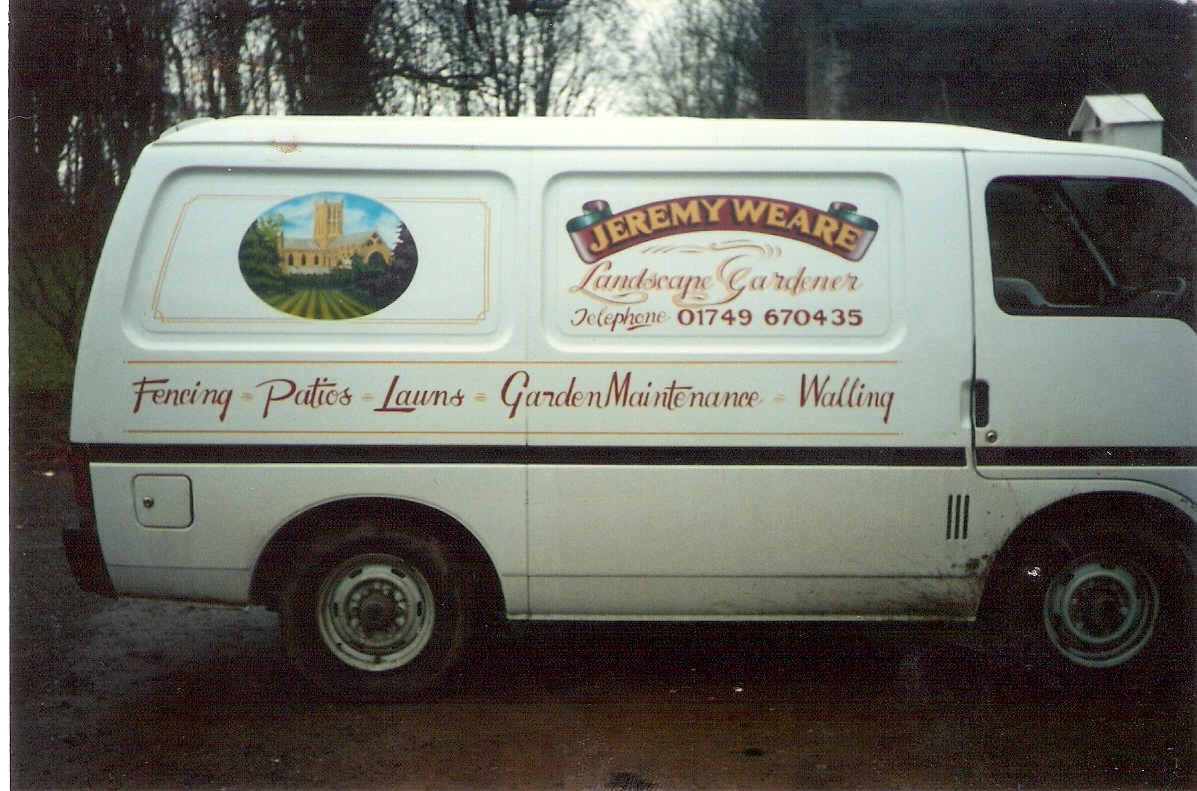 JEREMY WEARE
Landscape Gardener
Telephone 01749 670435
Fencing - Patios - Lawns - Garden Maintenance - Walling